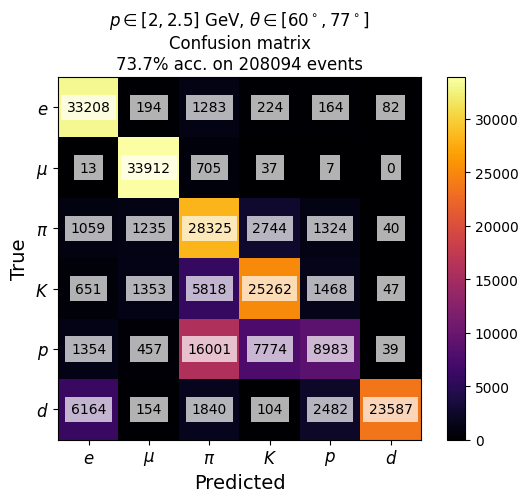 p ∈ [2, 2.5] GeV, θ ∈ [60°, 77°]
Confusion matrix
73.7% acc. on 208094 events
True
e 33208 194 1283 224 164 82
μ 13 33912 705 37 7 0
π 1059 1235 28325 2744 1324 40
K 651 1353 5818 25262 1468 47
p 1354 457 16001 7774 8983 39
d 6164 154 1840 104 2482 23587
e μ π K p d
Predicted
30000
25000
20000
15000
10000
5000
0